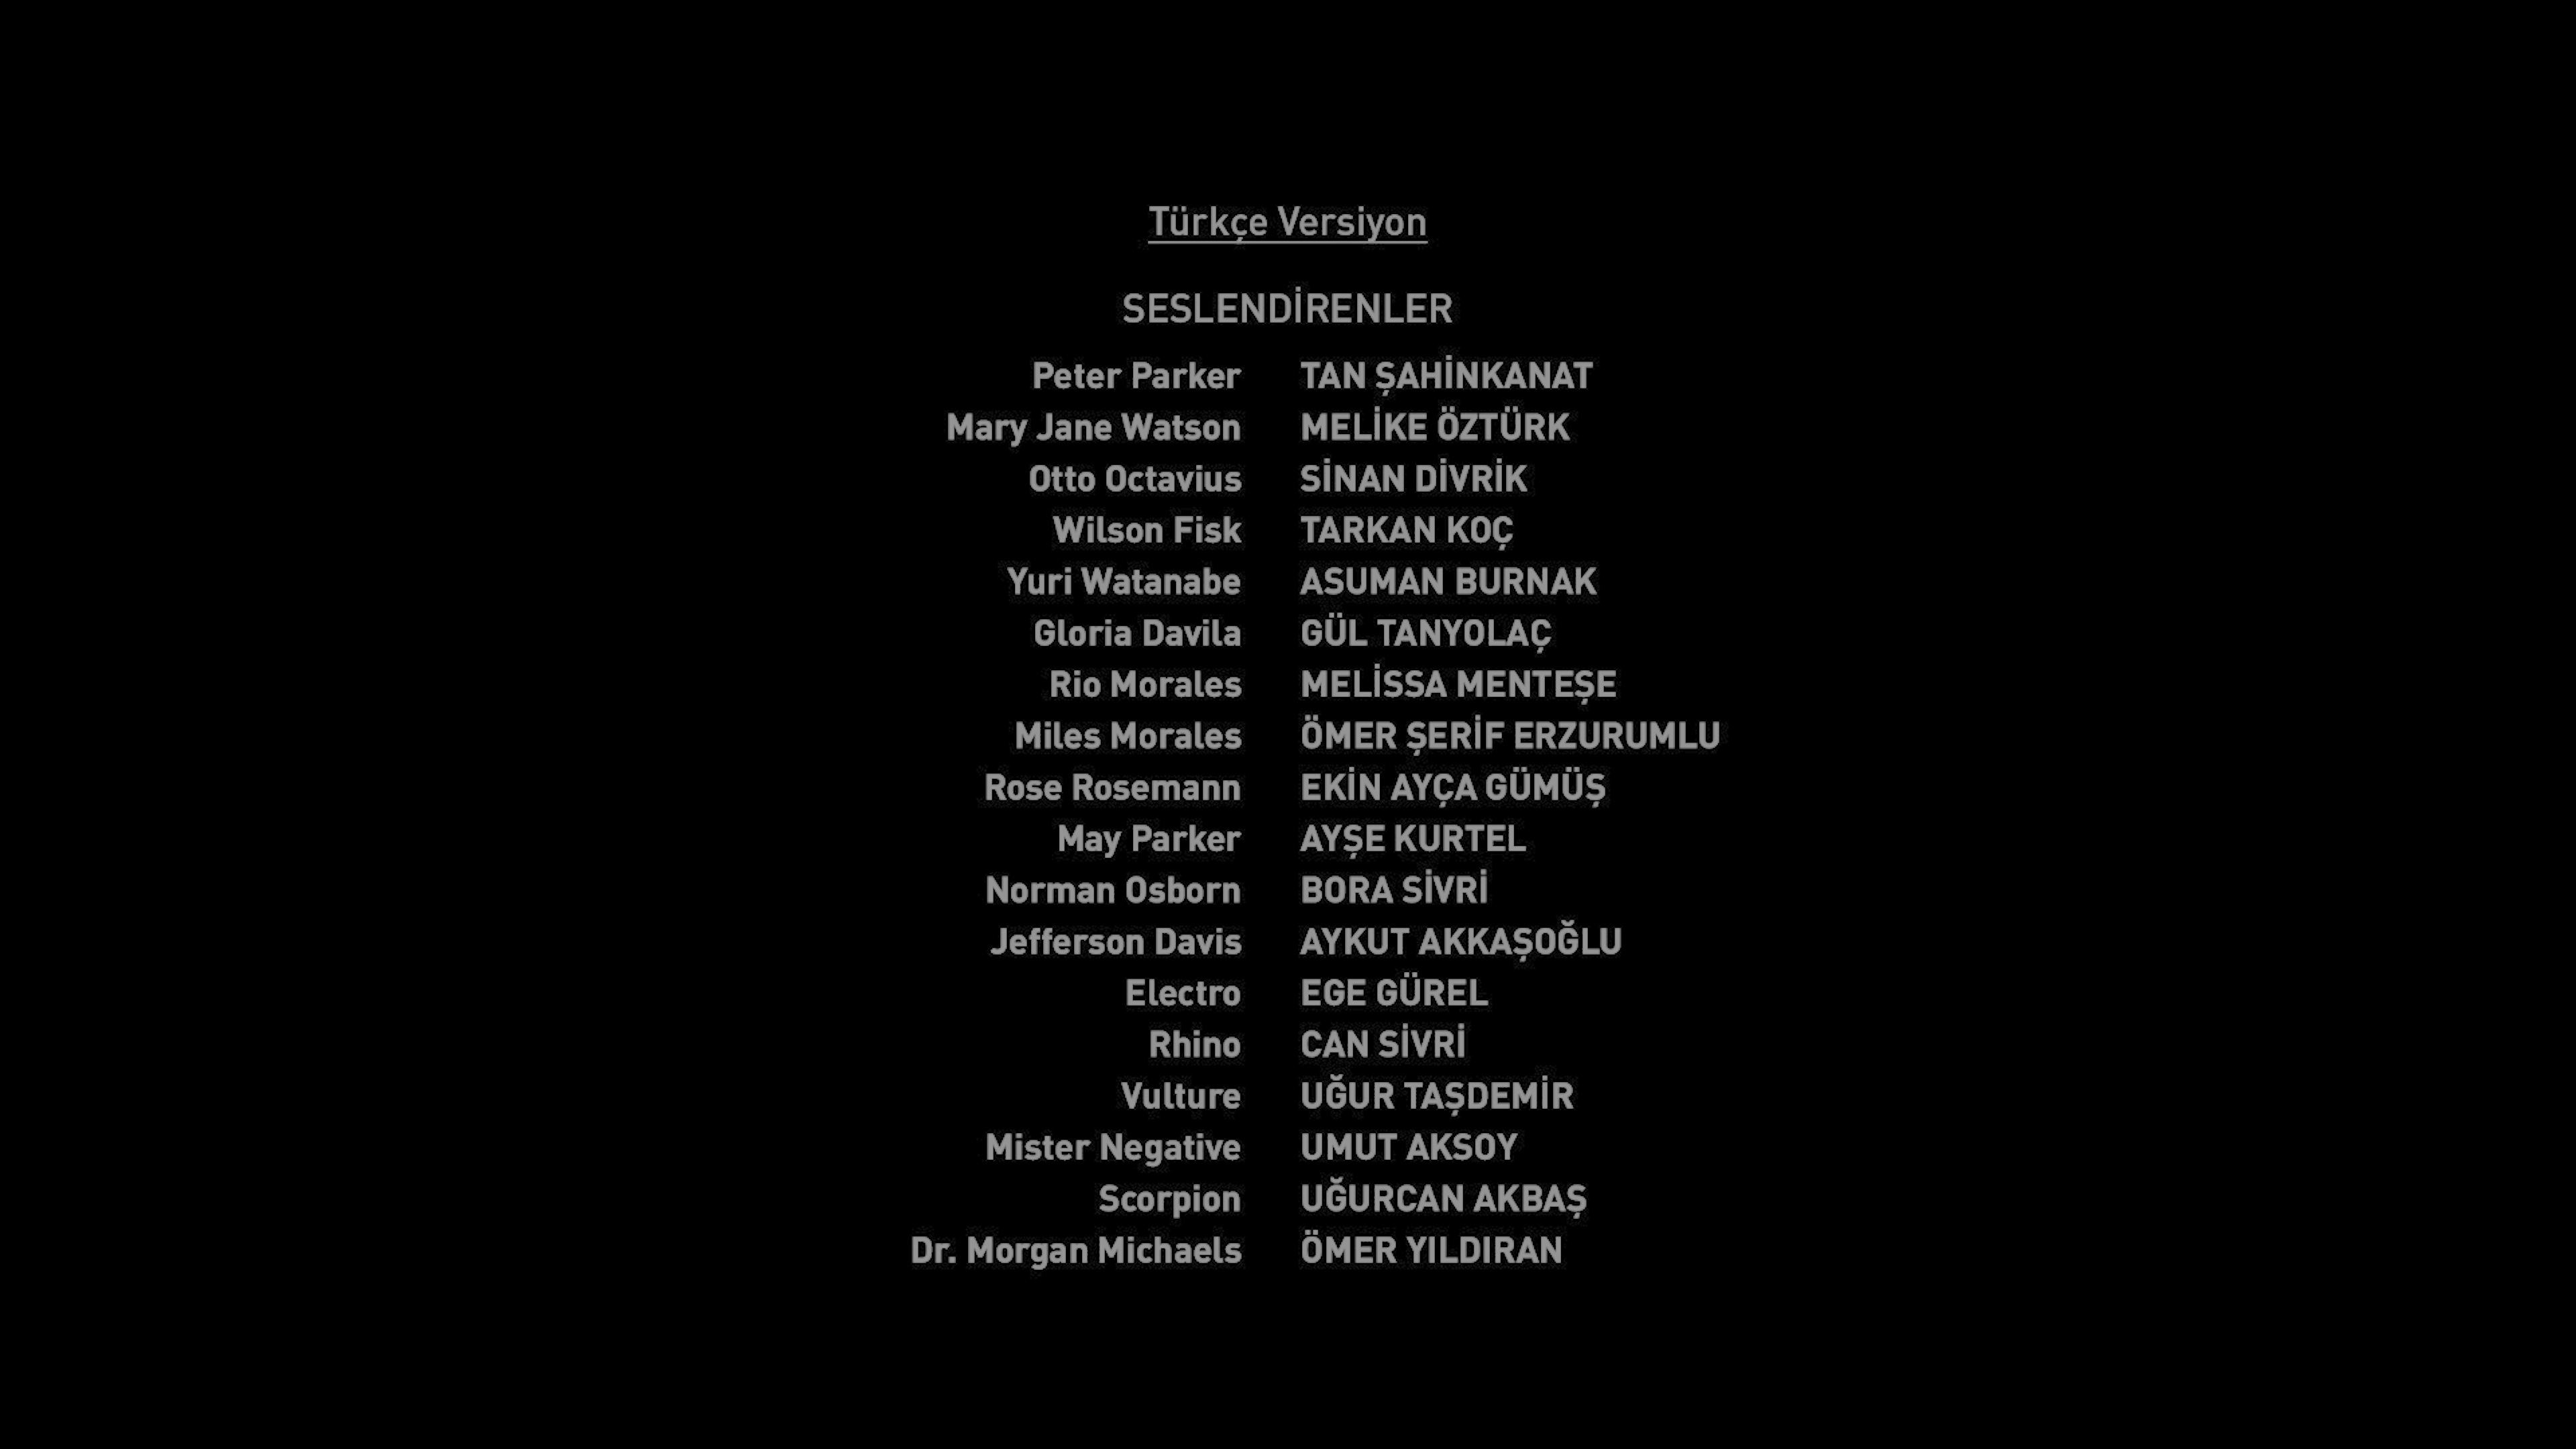 Türkçe Versiyon
SESLENDİRENLER
Peter Parker TAN ŞAHİNKANAT
Mary Jane Watson MELİKE ÖZTÜRK
Otto Octavius SİNAN DİVRİK
Wilson Fisk TARKAN KOÇ
Yuri Watanabe ASUMAN BURNAK
Gloria Davila GÜL TANYOLAÇ
Rio Morales MELİSSA MENTEŞE
Miles Morales ÖMER ŞERİF ERZURUMLU
Rose Rosemann EKİN AYÇA GÜMÜŞ
May Parker AYŞE KURTEL
Norman Osborn BORA SİVRİ
Jefferson Davis AYKUT AKKAŞOĞLU
Electro EGE GÜREL
Rhino CAN SİVRİ
Vulture UĞUR TAŞDEMİR
Mister Negative UMUT AKSOY
Scorpion UĞURCAN AKBAŞ
Dr. Morgan Michaels ÖMER YILDIRAN